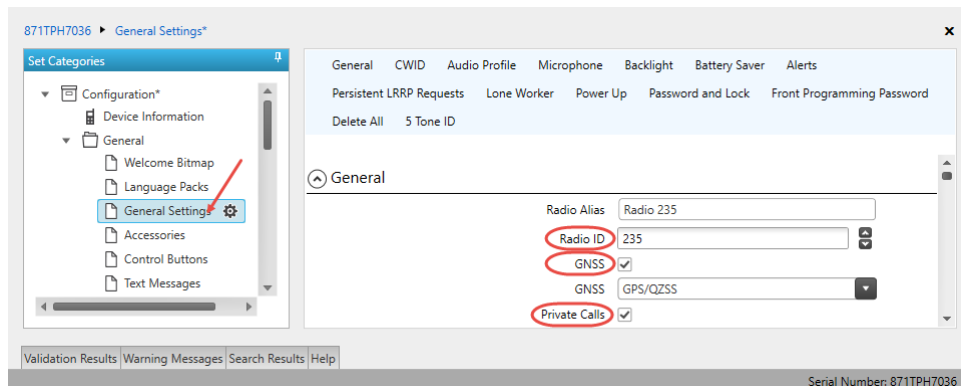 871TPH7036 General Settings*
Set Categories
Configuration*
Device Information
General
Welcome Bitmap
Language Packs
General Settings
Accessories
Control Buttons
Text Messages
General CWID Audio Profile Microphone Backlight Battery Saver Alerts
Persistent LRRP Requests Lone Worker Power Up Password and Lock Front Programming Password
Delete All 5 Tone ID
General
Radio Alias Radio 235
Radio ID 235
GNSS
GNSS GPS/QZSS
Private Calls
Validation Results Warning Messages Search Results Help
Serial Number: 871TPH7036